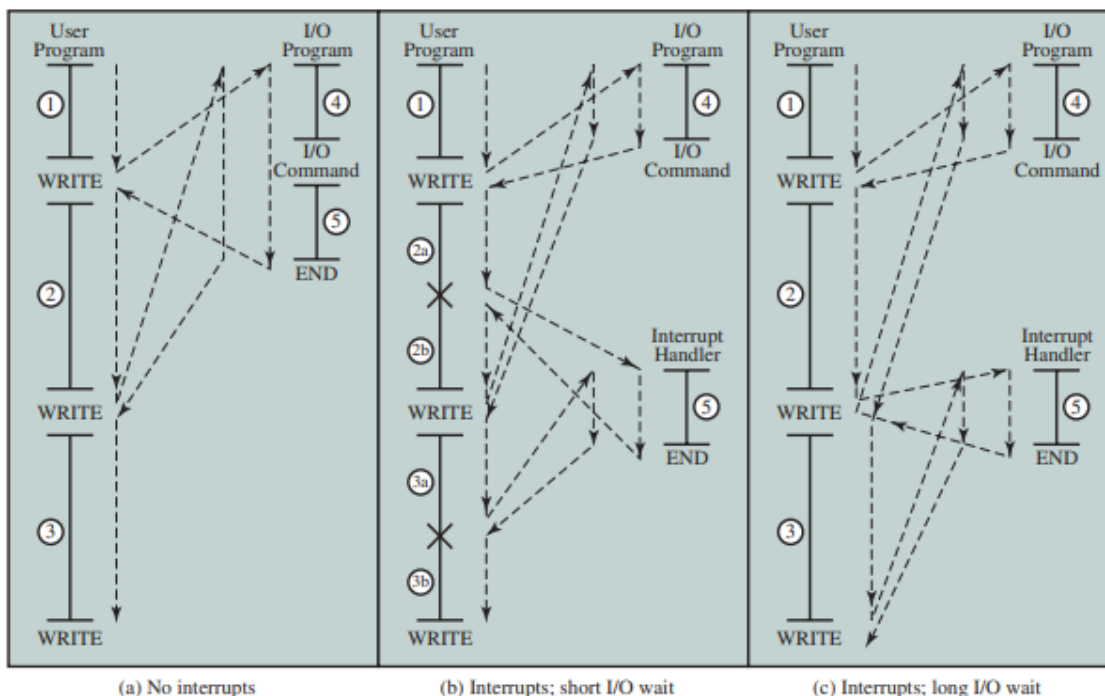 User
Program
I/O
Program
1
4
I/O
Command
WRITE
5
END
2
WRITE
3
WRITE
(a) No interrupts
User
Program
I/O
Program
1
4
I/O
Command
WRITE
2a
2b
Interrupt
Handler
WRITE
5
END
3a
3b
WRITE
(b) Interrupts; short I/O wait
User
Program
I/O
Program
1
4
I/O
Command
WRITE
2
Interrupt
Handler
WRITE
5
END
3
WRITE
(c) Interrupts; long I/O wait